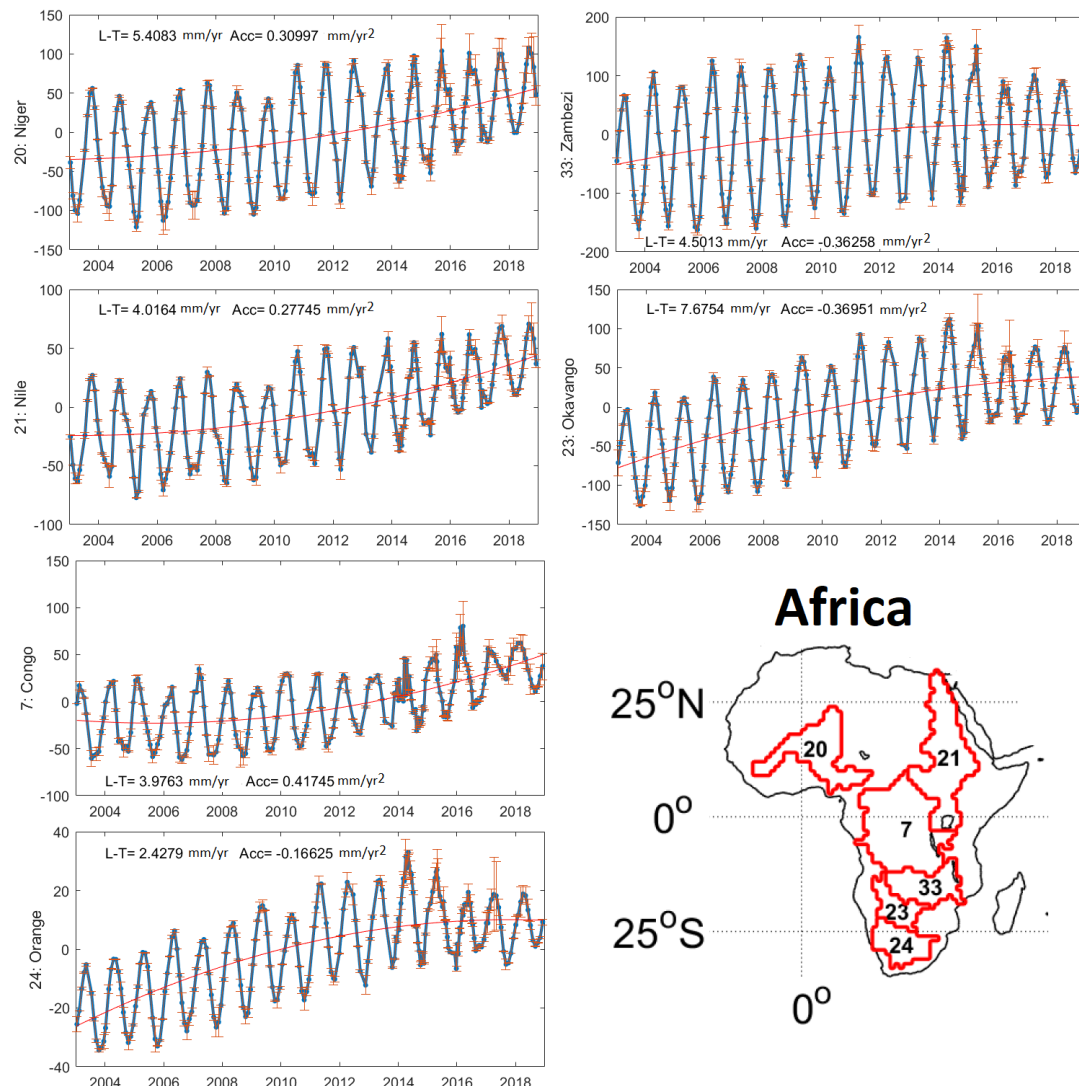 L-T= 5.4083 mm/yr Acc= 0.30997 mm/yr2
150
100
50
0
-50
-100
-150
20: Niger
2004 2006 2008 2010 2012 2014 2016 2018
L-T= 4.5013 mm/yr Acc= -0.36258 mm/yr2
200
100
0
-100
-200
33: Zambezi
2004 2006 2008 2010 2012 2014 2016 2018
L-T= 4.0164 mm/yr Acc= 0.27745 mm/yr2
100
50
0
-50
-100
21: Nile
2004 2006 2008 2010 2012 2014 2016 2018
L-T= 7.6754 mm/yr Acc= -0.36951 mm/yr2
150
100
50
0
-50
-100
-150
23: Okavango
2004 2006 2008 2010 2012 2014 2016 2018
150
100
50
0
-50
-100
7: Congo
L-T= 3.9763 mm/yr Acc= 0.41745 mm/yr2
2004 2006 2008 2010 2012 2014 2016 2018
L-T= 2.4279 mm/yr Acc= -0.16625 mm/yr2
40
20
0
-20
-40
24: Orange
2004 2006 2008 2010 2012 2014 2016 2018
Africa
25°N
0°
25°S
0°
20
21
7
33
23
24